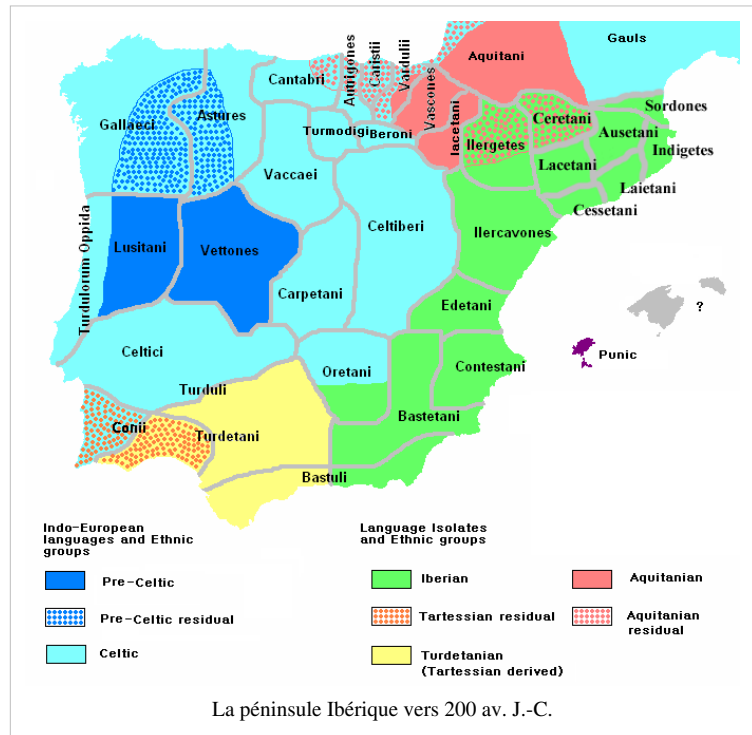 Gauls
Aquitani
Cantabri
Autrigones
Caristii
Vardulii
Vascones
Iacetani
Sordones
Ceretani
Ausetani
Indigetes
Gallaeci
Astures
Turmodigi
Beroni
Ilergetes
Lacetani
Laietani
Cessetani
Vaccaei
Turdulorum Oppida
Lusitani
Vettones
Celtiberi
Ilercavones
Carpetani
Edetani
?
Punic
Celtici
Oretani
Contestani
Turduli
Bastetani
Conii
Turdetani
Bastuli
Indo-European
languages and Ethnic
groups
Pre-Celtic
Pre-Celtic residual
Celtic
Language Isolates
and Ethnic groups
Iberian
Tartessian residual
Turdetanian
(Tartessian derived)
Aquitanian
Aquitanian
residual
La péninsule Ibérique vers 200 av. J.-C.